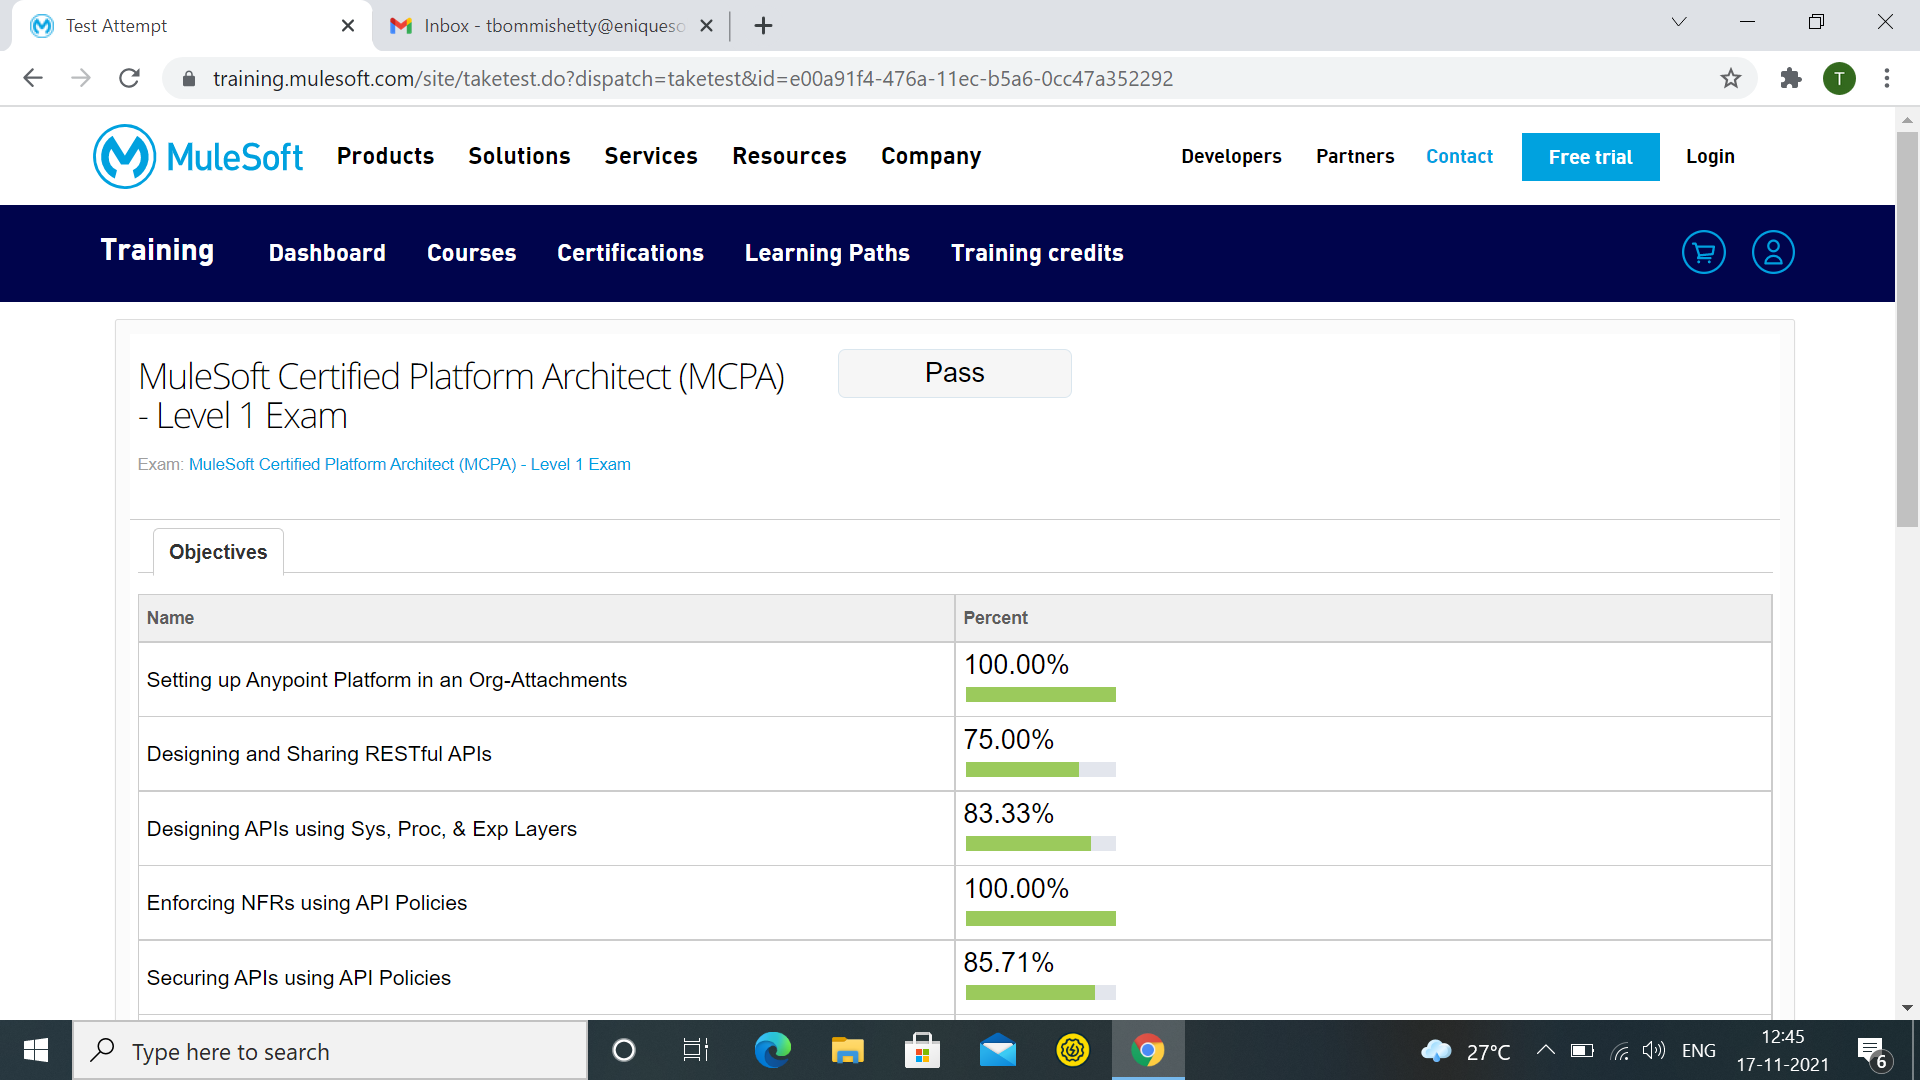 Test Attempt
Inbox - tbommishetty@eniqueso
training.mulesoft.com/site/taketest.do?dispatch=taketest&id=e00a91f4-476a-11ec-b5a6-0cc47a352292
T
MuleSoft Products Solutions Services Resources Company Developers Partners Contact Free trial Login
Training Dashboard Courses Certifications Learning Paths Training credits
MuleSoft Certified Platform Architect (MCPA)
- Level 1 Exam
Pass
Exam: MuleSoft Certified Platform Architect (MCPA) - Level 1 Exam
Objectives
Name Percent
Setting up Anypoint Platform in an Org-Attachments 100.00%
Designing and Sharing RESTful APIs 75.00%
Designing APIs using Sys, Proc, & Exp Layers 83.33%
Enforcing NFRs using API Policies 100.00%
Securing APIs using API Policies 85.71%
Type here to search
27°C
ENG
12:45
17-11-2021
6